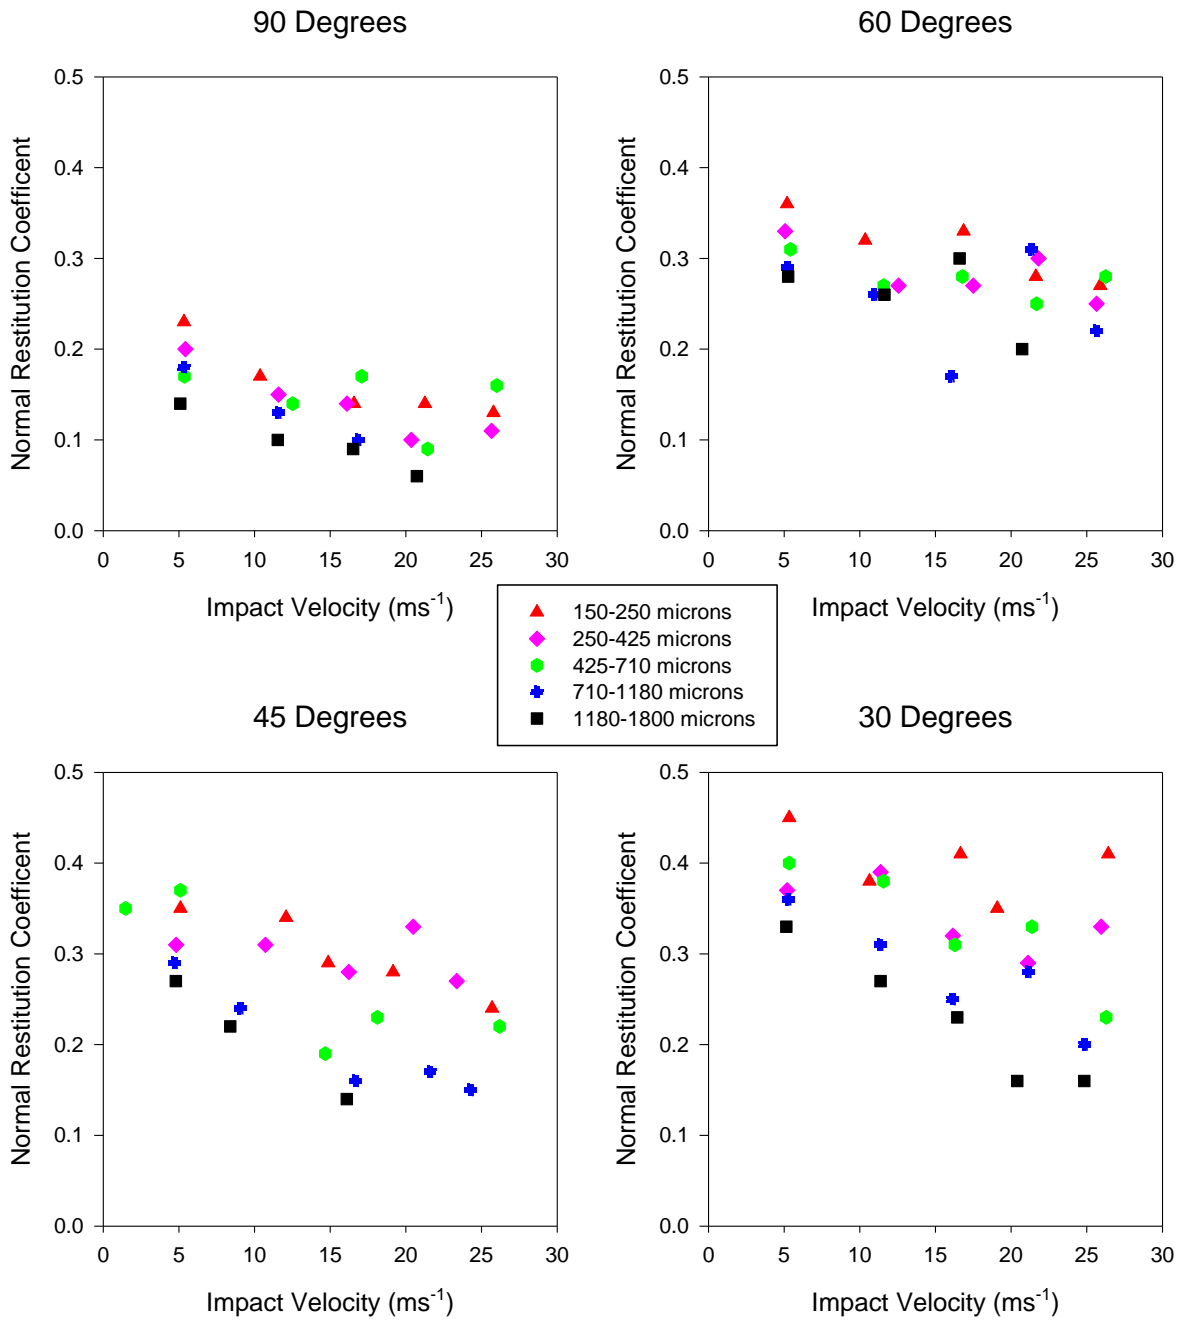 90 Degrees
60 Degrees
0.5
0.4
0.3
0.2
0.1
0.0
Normal Restitution Coefficent
0 5 10 15 20 25 30
Impact Velocity (ms-1)
0.5
0.4
0.3
0.2
0.1
0.0
Normal Restitution Coefficent
0 5 10 15 20 25 30
Impact Velocity (ms-1)
150-250 microns
250-425 microns
425-710 microns
710-1180 microns
1180-1800 microns
45 Degrees
30 Degrees
0.5
0.4
0.3
0.2
0.1
0.0
Normal Restitution Coefficent
0 5 10 15 20 25 30
Impact Velocity (ms-1)
0.5
0.4
0.3
0.2
0.1
0.0
Normal Restitution Coefficent
0 5 10 15 20 25 30
Impact Velocity (ms-1)